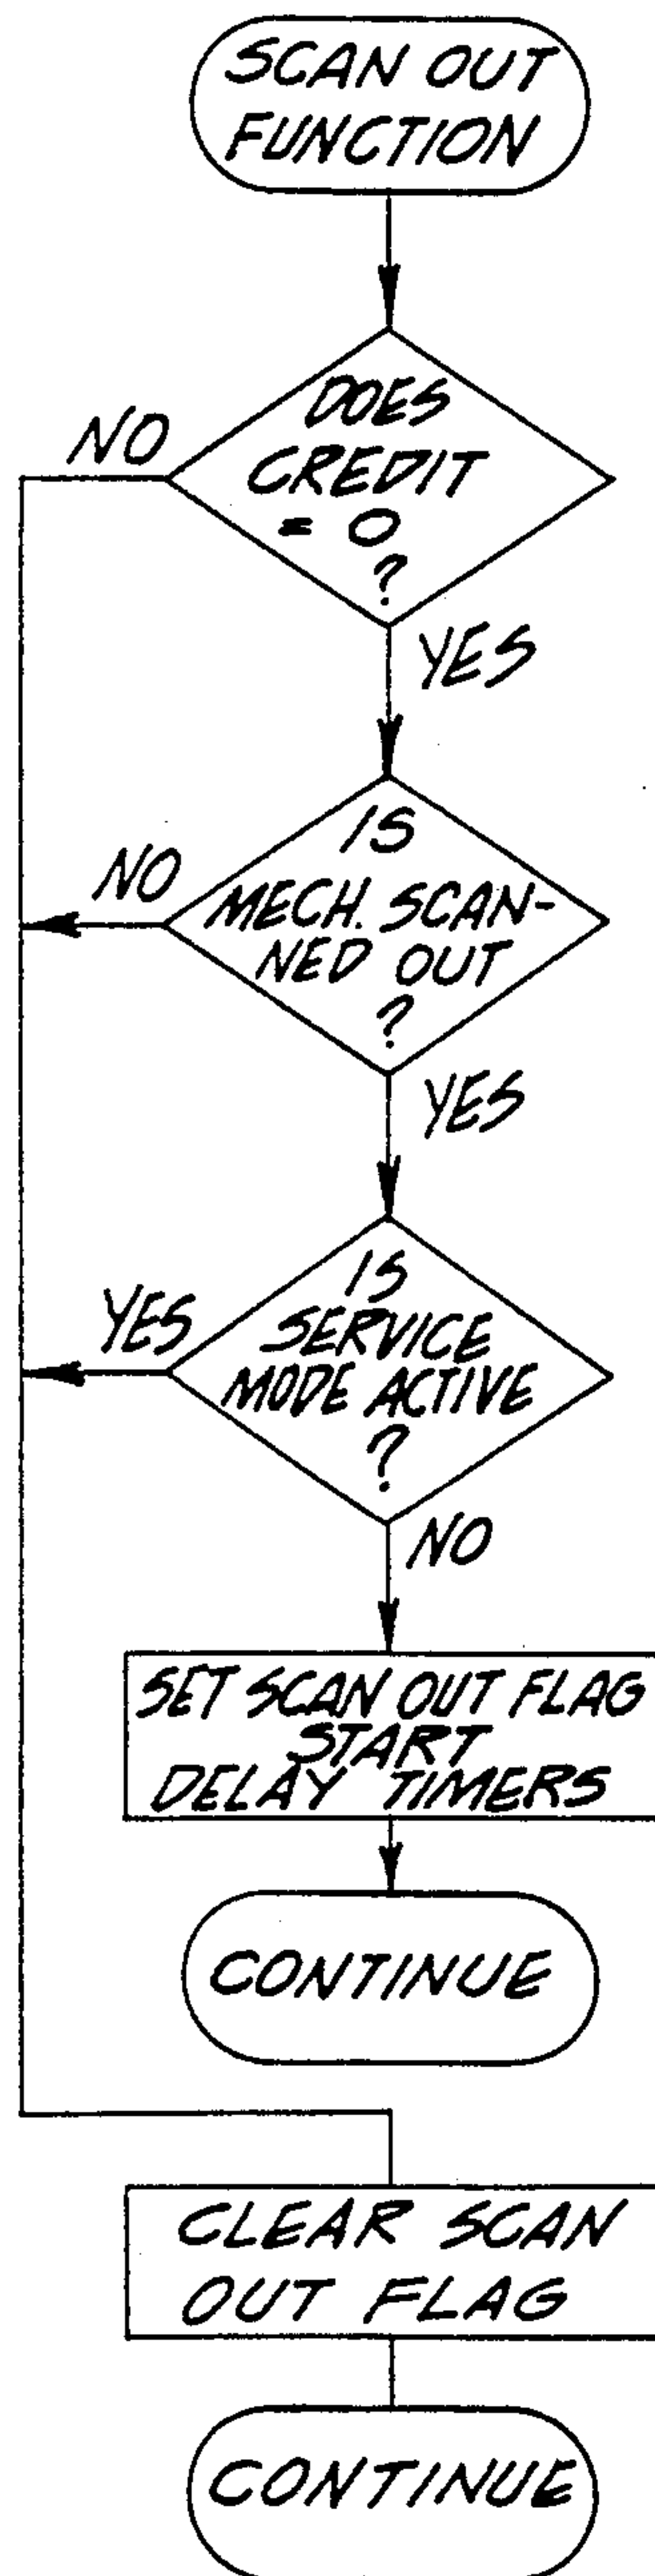 SCAN OUT
FUNCTION
DOES
CREDIT
= 0
?
NO
YES
IS
MECH. SCAN-
NED OUT
?
NO
YES
IS
SERVICE
MODE ACTIVE
?
YES
NO
SET SCAN OUT FLAG
START
DELAY TIMERS
CONTINUE
CLEAR SCAN
OUT FLAG
CONTINUE